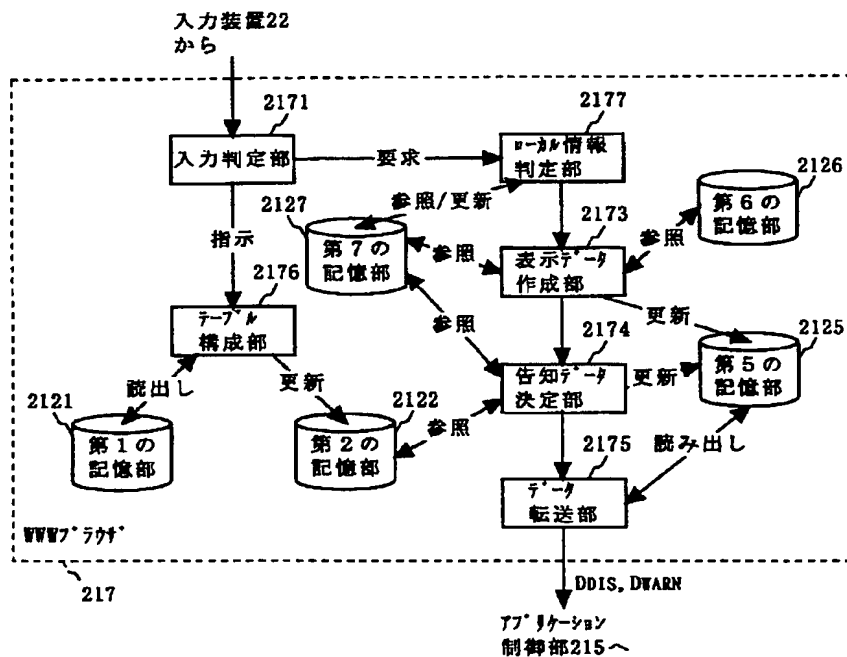 入力装置22
から
2171
入力判定部
要求
2177
ﾛｰｶﾙ情報
判定部
参照/更新
指示
2127
第７の
記憶部
参照
2173
表示ﾃﾞｰﾀ
作成部
参照
2126
第６の
記憶部
2176
ﾃｰﾌﾞﾙ
構成部
参照
更新
2174
告知ﾃﾞｰﾀ
決定部
更新
2125
第５の
記憶部
読出し
更新
2121
第１の
記憶部
2122
第２の
記憶部
参照
読み出し
2175
ﾃﾞｰﾀ
転送部
WWWﾌﾞﾗｳｻﾞ
217
DDIS, DWARN
ｱﾌﾟﾘｹｰｼｮﾝ
制御部215へ